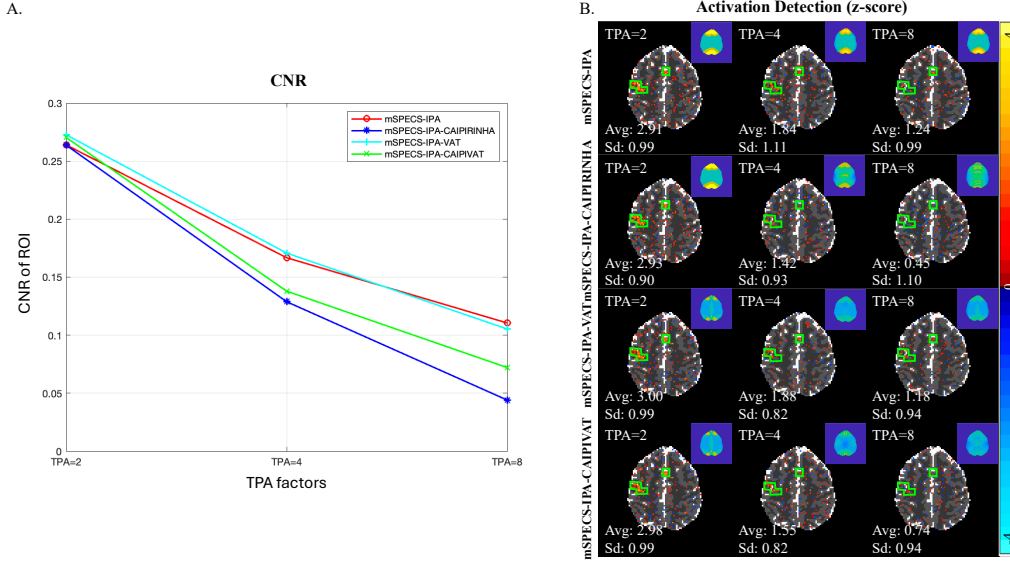 A.
CNR
0.3
0.25
0.2
0.15
0.1
0.05
0
CNR of ROI
TPA=2
TPA=4
TPA=8
TPA factors
mSPECS-IPA
mSPECS-IPA-CAIPIRINHA
mSPECS-IPA-VAT
mSPECS-IPA-CAIPIVAT
B.
Activation Detection (z-score)
mSPECS-IPA
TPA=2
TPA=4
TPA=8
Avg: 2.91
Sd: 0.99
Avg: 1.84
Sd: 1.11
Avg: 1.24
Sd: 0.99
mSPECS-IPA-CAIPIRINHA
TPA=2
TPA=4
TPA=8
Avg: 2.93
Sd: 0.90
Avg: 1.42
Sd: 0.93
Avg: 0.45
Sd: 1.10
mSPECS-IPA-VAT
TPA=2
TPA=4
TPA=8
Avg: 3.00
Sd: 0.99
Avg: 1.88
Sd: 0.82
Avg: 1.18
Sd: 0.94
mSPECS-IPA-CAIPIVAT
TPA=2
TPA=4
TPA=8
Avg: 2.98
Sd: 0.99
Avg: 1.55
Sd: 0.82
Avg: 0.74
Sd: 0.94
0